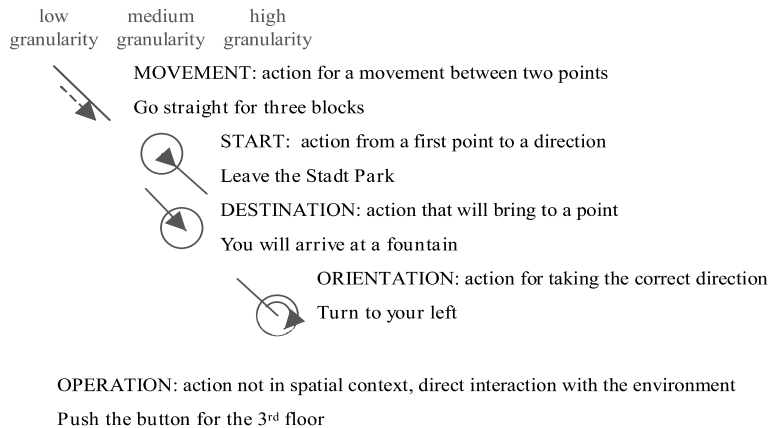 low medium high
granularity granularity granularity
MOVEMENT: action for a movement between two points
Go straight for three blocks
START: action from a first point to a direction
Leave the Stadt Park
DESTINATION: action that will bring to a point
You will arrive at a fountain
ORIENTATION: action for taking the correct direction
Turn to your left
OPERATION: action not in spatial context, direct interaction with the environment
Push the button for the 3rd floor